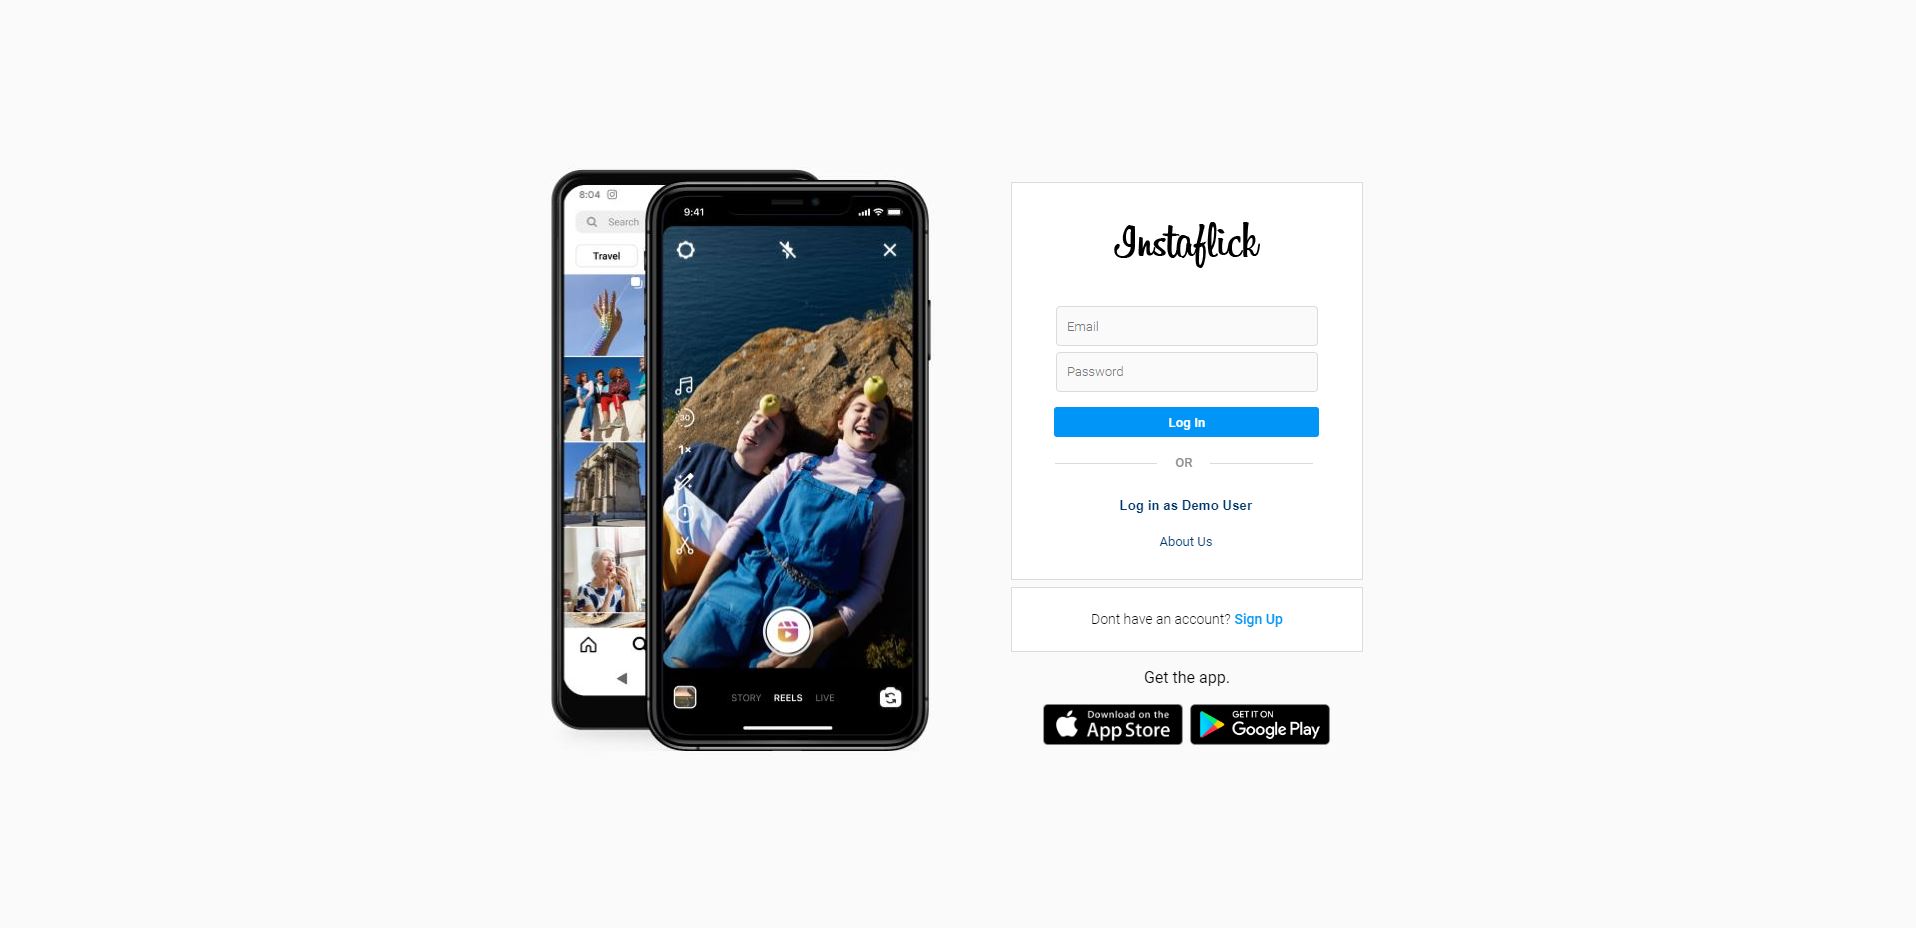 8:04
Search
Travel
9:41
30
1×
STORY REELS LIVE
Instaflick
Email
Password
Log In
OR
Log in as Demo User
About Us
Dont have an account? Sign Up
Get the app.
Download on the
App Store
GET IT ON
Google Play